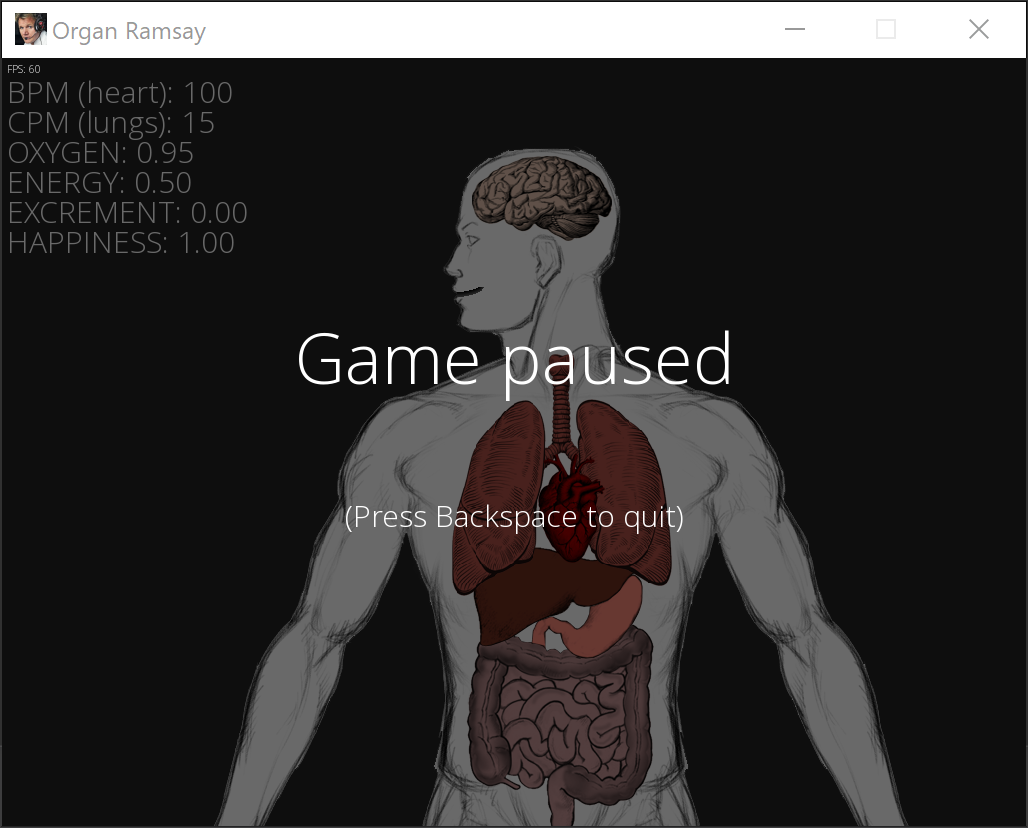 Organ Ramsay
FPS: 60
BPM (heart): 100
CPM (lungs): 15
OXYGEN: 0.95
ENERGY: 0.50
EXCREMENT: 0.00
HAPPINESS: 1.00
Game paused
(Press Backspace to quit)